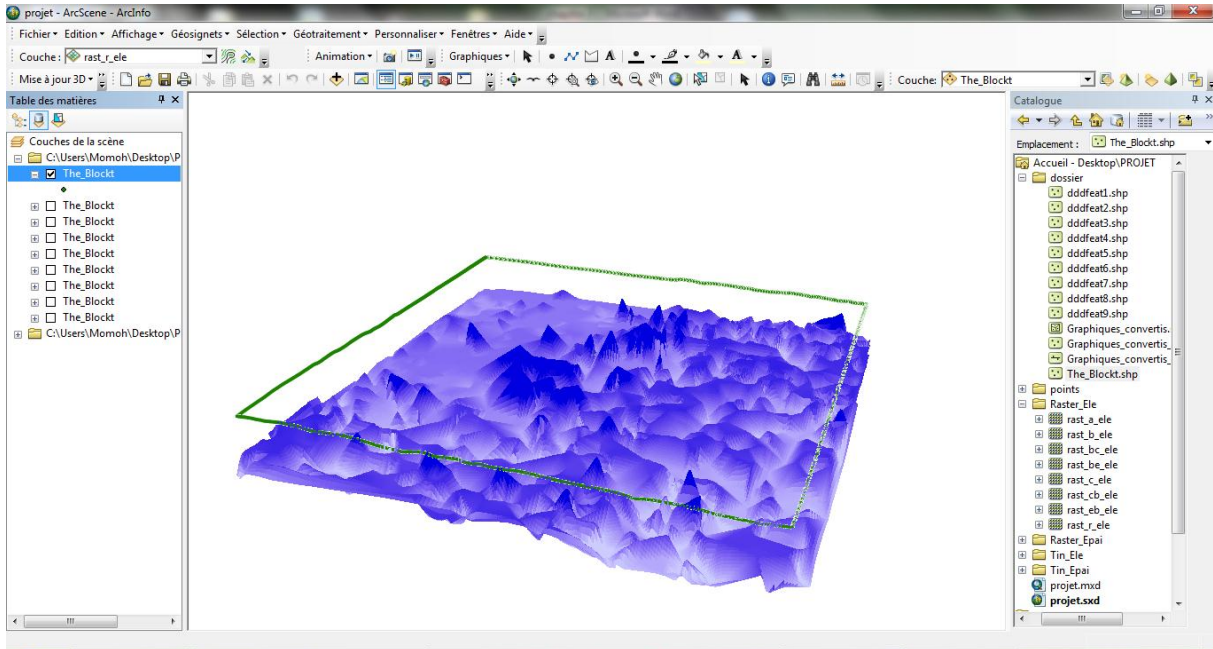 projet - ArcScene - ArcInfo
Fichier Edition Affichage Géosignets Sélection Géotraitement Personnaliser Fenêtres Aide
Couche : rast_r_ele Animation Graphiques A A
Mise à jour 3D Couche: The_Blockt
Table des matières
Couches de la scène
C:\Users\Momoh\Desktop\P
The_Blockt
The_Blockt
The_Blockt
The_Blockt
The_Blockt
The_Blockt
The_Blockt
The_Blockt
C:\Users\Momoh\Desktop\P
Catalogue
Emplacement : The_Blockt.shp
Accueil - Desktop\PROJET
dossier
dddfeat1.shp
dddfeat2.shp
dddfeat3.shp
dddfeat4.shp
dddfeat5.shp
dddfeat6.shp
dddfeat7.shp
dddfeat8.shp
dddfeat9.shp
Graphiques_convertis.
Graphiques_convertis_
Graphiques_convertis_
The_Blockt.shp
points
Raster_Ele
rast_a_ele
rast_b_ele
rast_bc_ele
rast_be_ele
rast_c_ele
rast_cb_ele
rast_eb_ele
rast_r_ele
Raster_Epai
Tin_Ele
Tin_Epai
projet.mxd
projet.sxd